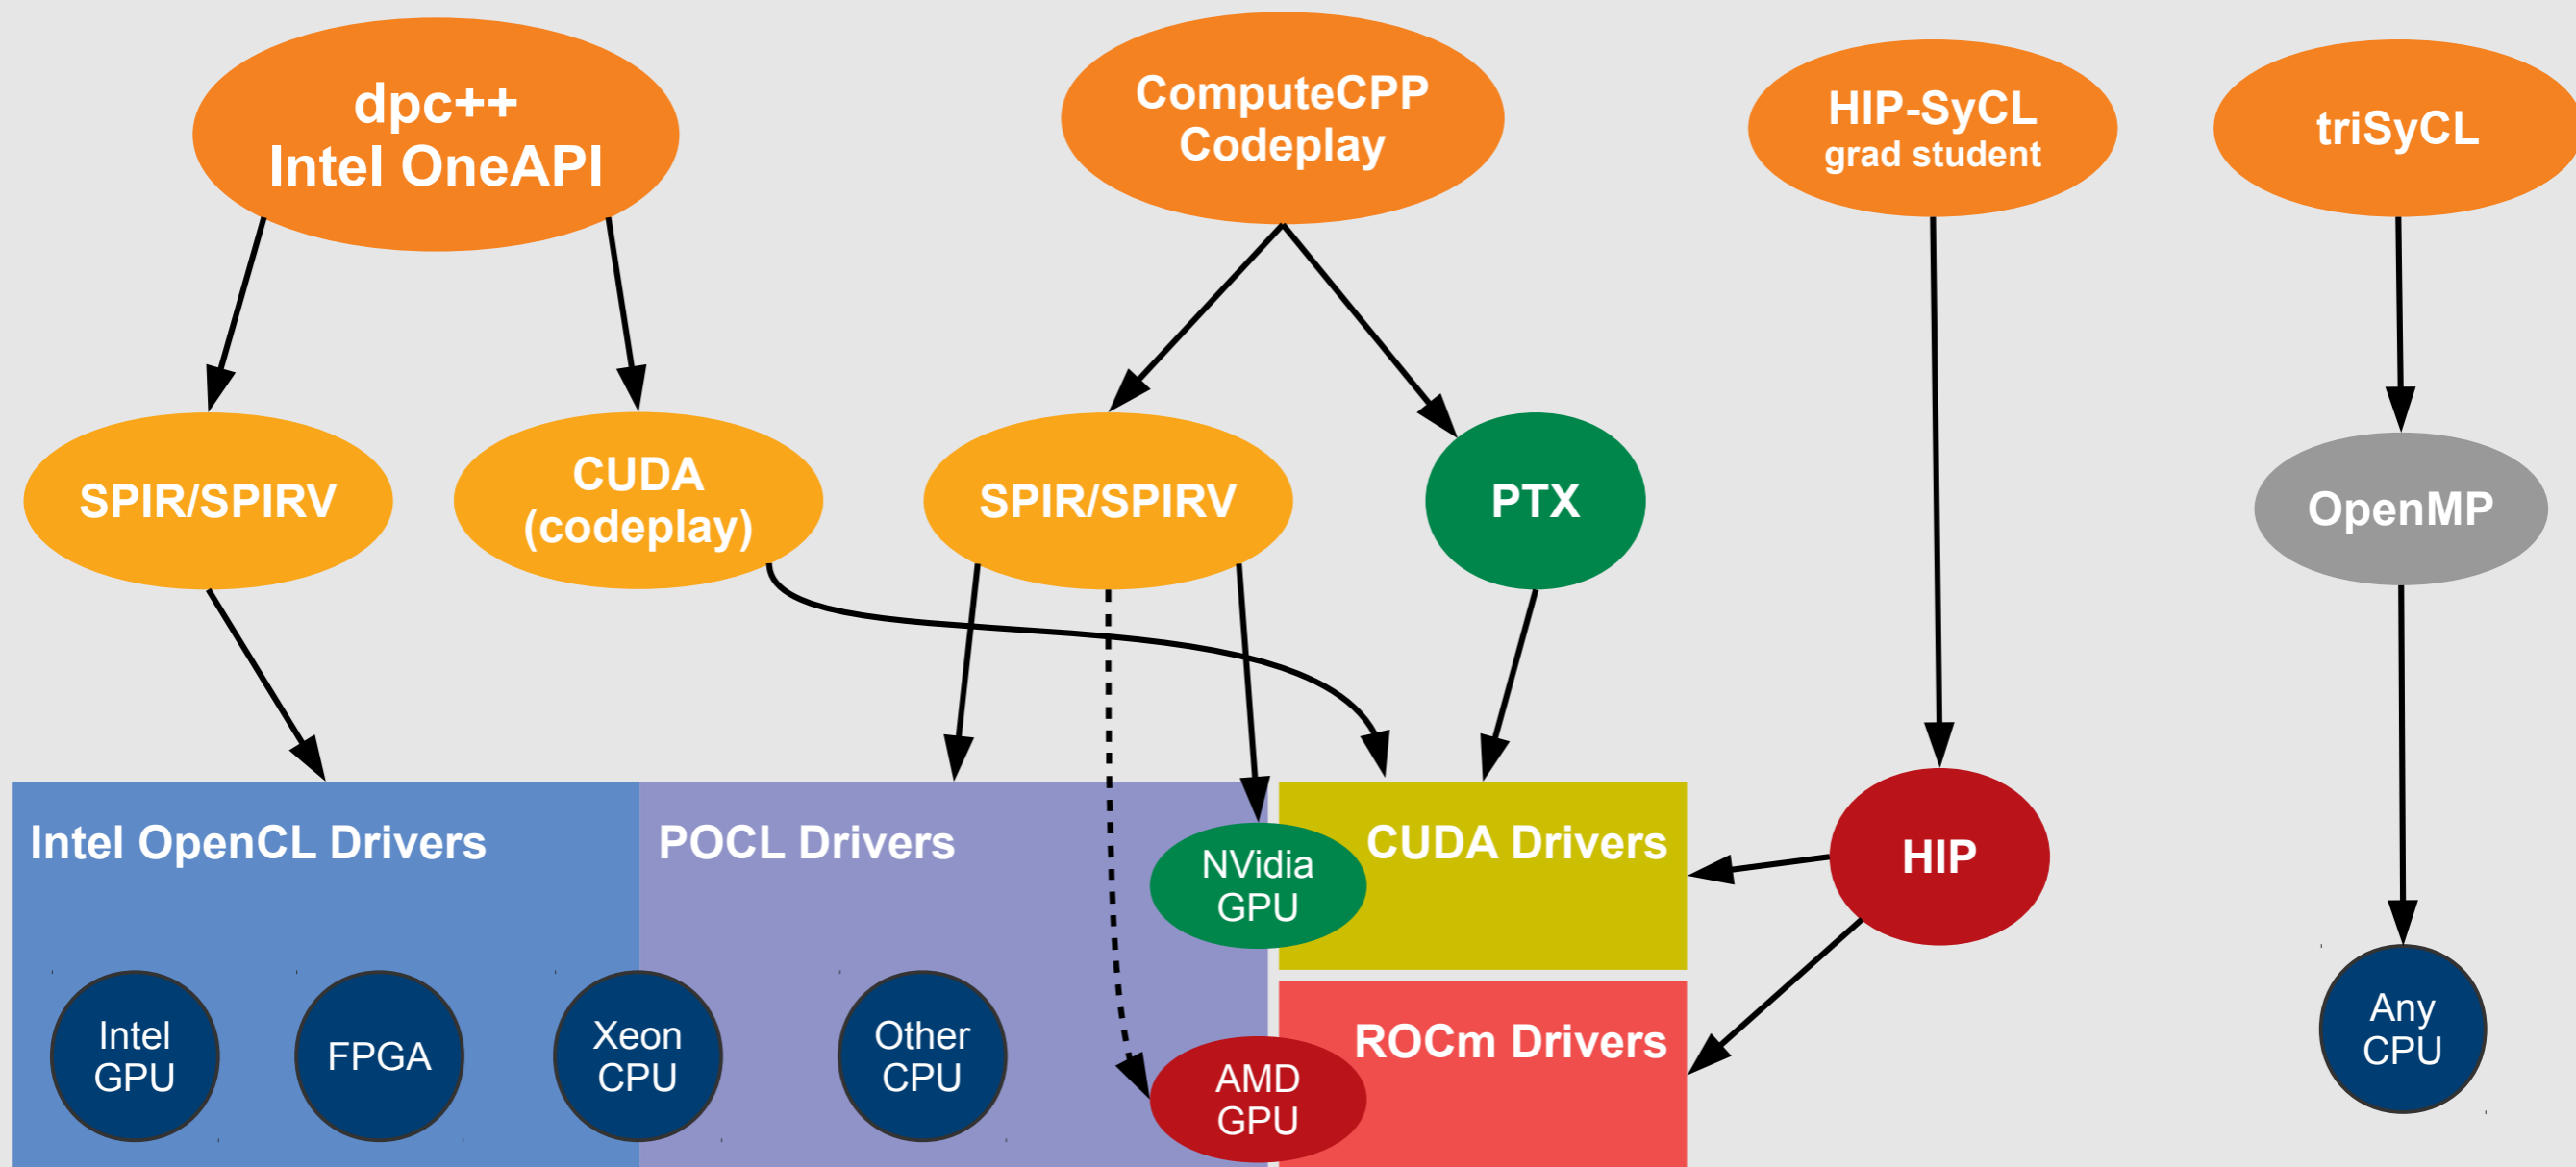 dpc++
Intel OneAPI
ComputeCPP
Codeplay
HIP-SyCL
grad student
triSyCL
SPIR/SPIRV
CUDA
(codeplay)
SPIR/SPIRV
PTX
OpenMP
Intel OpenCL Drivers
POCL Drivers
NVidia
GPU
CUDA Drivers
HIP
Intel
GPU
FPGA
Xeon
CPU
Other
CPU
AMD
GPU
ROCm Drivers
Any
CPU